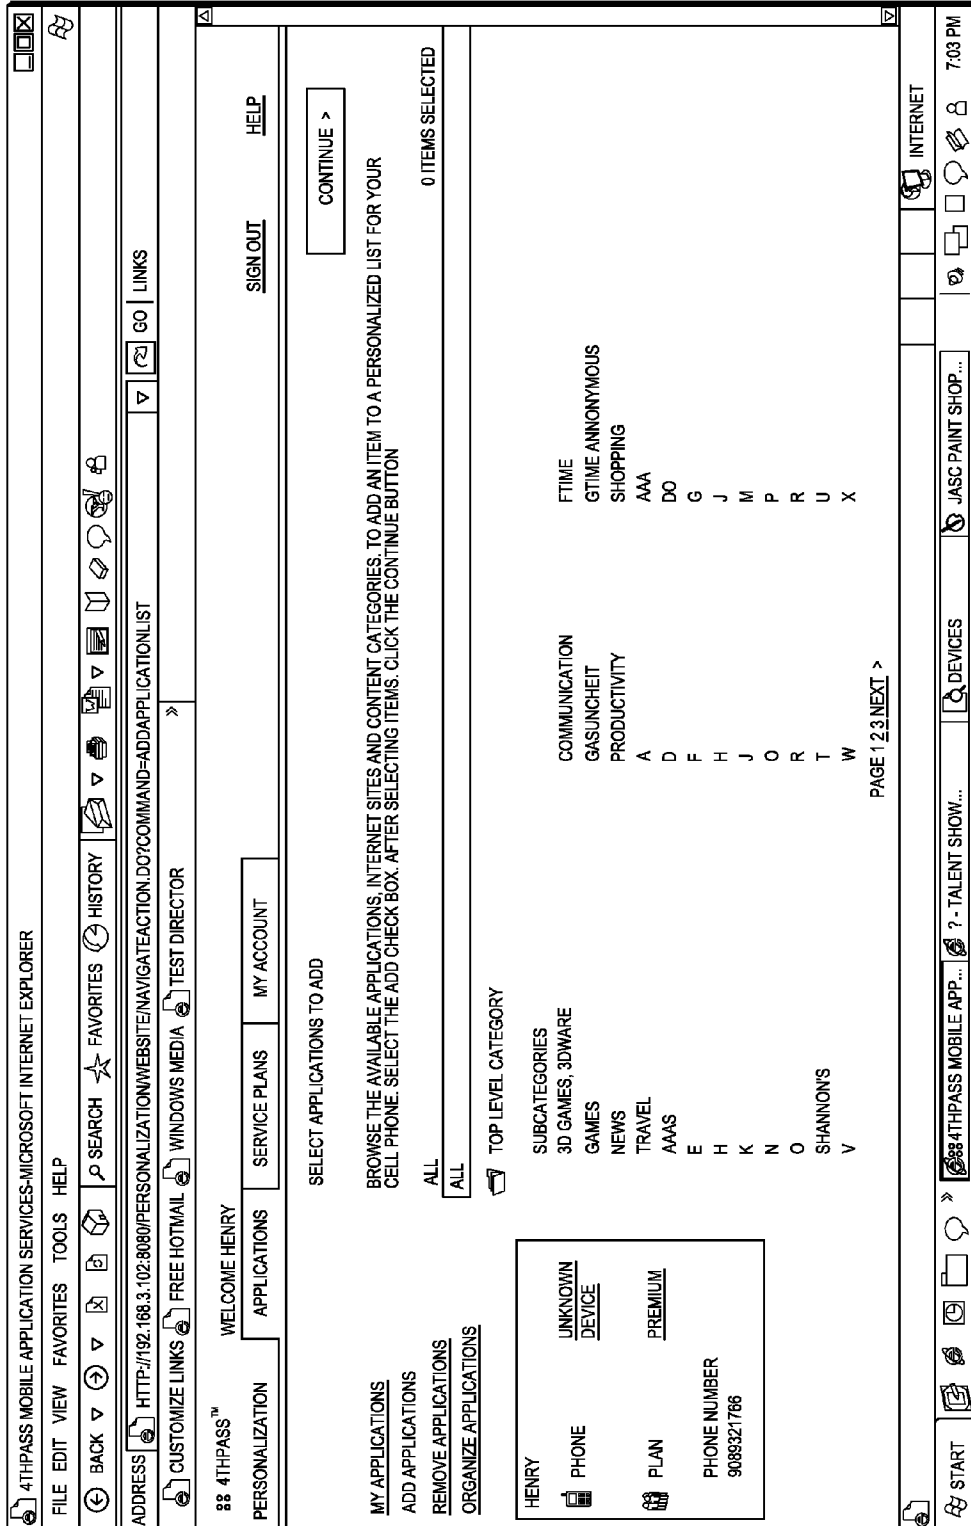 4THPASS MOBILE APPLICATION SERVICES-MICROSOFT INTERNET EXPLORER
FILE EDIT VIEW FAVORITES TOOLS HELP
BACK SEARCH FAVORITES HISTORY
ADDRESS HTTP://192.168.3.102:8080/PERSONALIZATION/WEBSITE/NAVIGATEACTION.DO?COMMAND=ADDAPPLICATIONLIST GO LINKS
CUSTOMIZE LINKS FREE HOTMAIL WINDOWS MEDIA TEST DIRECTOR »
88 4THPASS™ WELCOME HENRY SIGN OUT HELP
PERSONALIZATION APPLICATIONS SERVICE PLANS MY ACCOUNT
SELECT APPLICATIONS TO ADD CONTINUE >
MY APPLICATIONS
ADD APPLICATIONS
REMOVE APPLICATIONS
ORGANIZE APPLICATIONS
BROWSE THE AVAILABLE APPLICATIONS, INTERNET SITES AND CONTENT CATEGORIES. TO ADD AN ITEM TO A PERSONALIZED LIST FOR YOUR
CELL PHONE. SELECT THE ADD CHECK BOX. AFTER SELECTING ITEMS. CLICK THE CONTINUE BUTTON
ALL 0 ITEMS SELECTED
ALL
TOP LEVEL CATEGORY
HENRY
PHONE UNKNOWN DEVICE
PLAN PREMIUM
PHONE NUMBER
9089321766
SUBCATEGORIES
3D GAMES, 3DWARE COMMUNICATION FTIME
GAMES GASUNCHEIT GTIME ANNONYMOUS
NEWS PRODUCTIVITY SHOPPING
TRAVEL A AAA
AAAS D DO
E F G
H H J
K J M
N O P
O R R
SHANNON'S T U
V W X
PAGE 1 2 3 NEXT >
INTERNET
START » 884THPASS MOBILE APP... ? - TALENT SHOW... DEVICES JASC PAINT SHOP... 7:03 PM